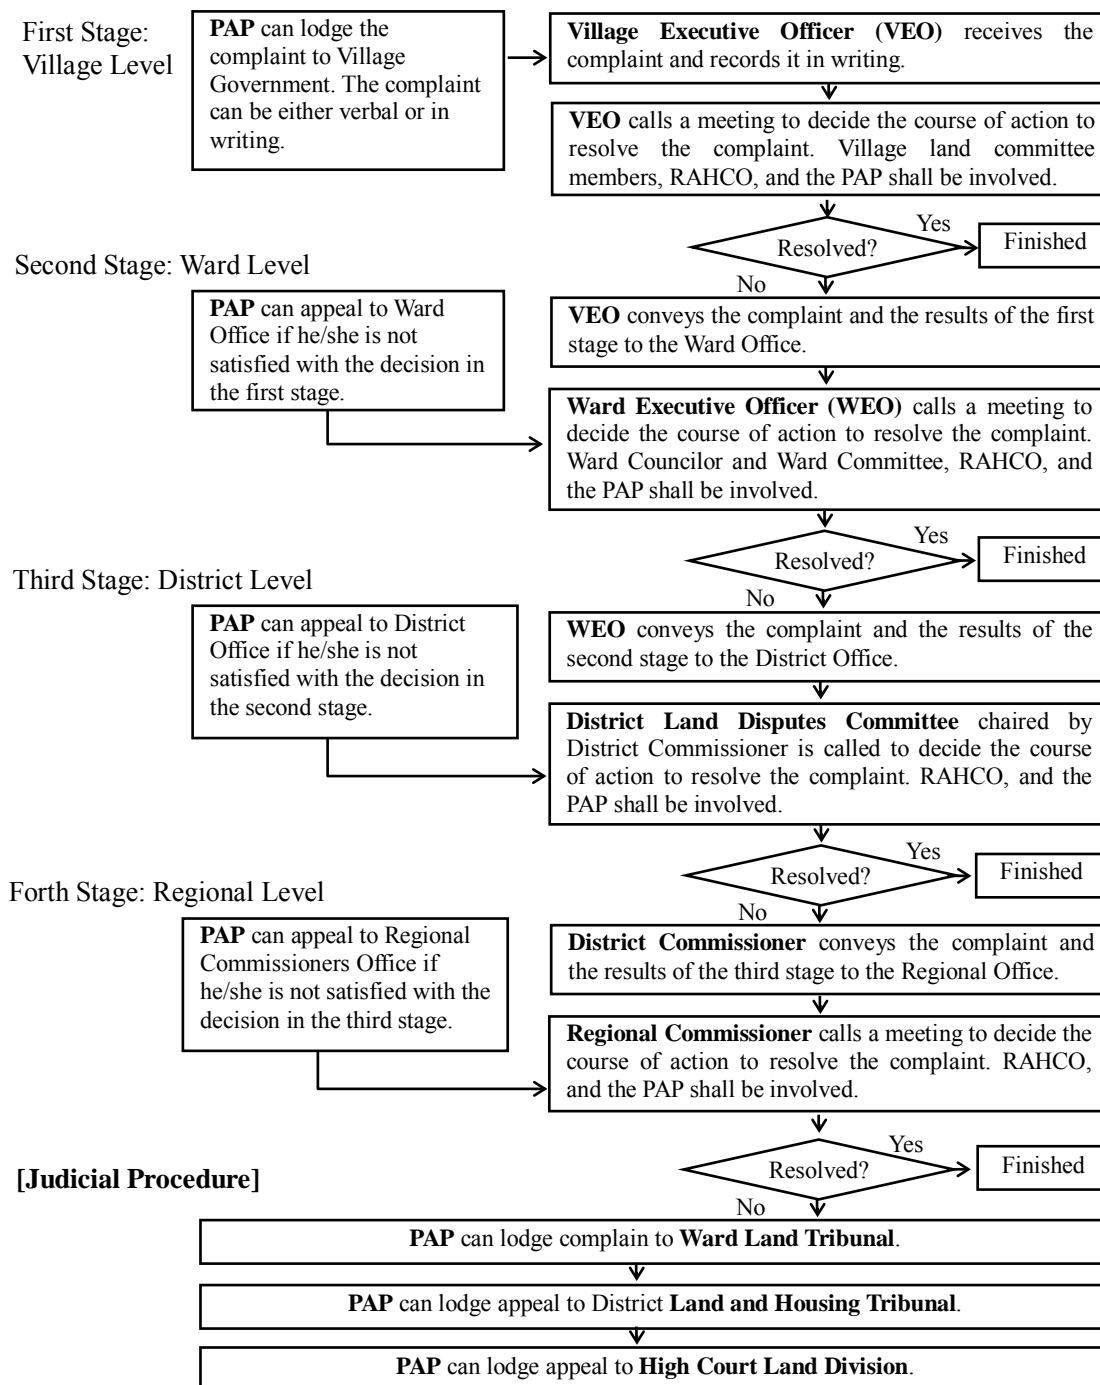 First Stage:
Village Level
PAP can lodge the
complaint to Village
Government. The complaint
can be either verbal or in
writing.
Village Executive Officer (VEO) receives the
complaint and records it in writing.
VEO calls a meeting to decide the course of action to
resolve the complaint. Village land committee
members, RAHCO, and the PAP shall be involved.
Resolved?
Yes
Finished
No
Second Stage: Ward Level
PAP can appeal to Ward
Office if he/she is not
satisfied with the decision in
the first stage.
VEO conveys the complaint and the results of the first
stage to the Ward Office.
Ward Executive Officer (WEO) calls a meeting to
decide the course of action to resolve the complaint.
Ward Councilor and Ward Committee, RAHCO, and
the PAP shall be involved.
Resolved?
Yes
Finished
No
Third Stage: District Level
PAP can appeal to District
Office if he/she is not
satisfied with the decision in
the second stage.
WEO conveys the complaint and the results of the
second stage to the District Office.
District Land Disputes Committee chaired by
District Commissioner is called to decide the course
of action to resolve the complaint. RAHCO, and the
PAP shall be involved.
Resolved?
Yes
Finished
No
Forth Stage: Regional Level
PAP can appeal to Regional
Commissioners Office if
he/she is not satisfied with the
decision in the third stage.
District Commissioner conveys the complaint and
the results of the third stage to the Regional Office.
Regional Commissioner calls a meeting to decide the
course of action to resolve the complaint. RAHCO,
and the PAP shall be involved.
Resolved?
Yes
Finished
No
[Judicial Procedure]
PAP can lodge complain to Ward Land Tribunal.
PAP can lodge appeal to District Land and Housing Tribunal.
PAP can lodge appeal to High Court Land Division.